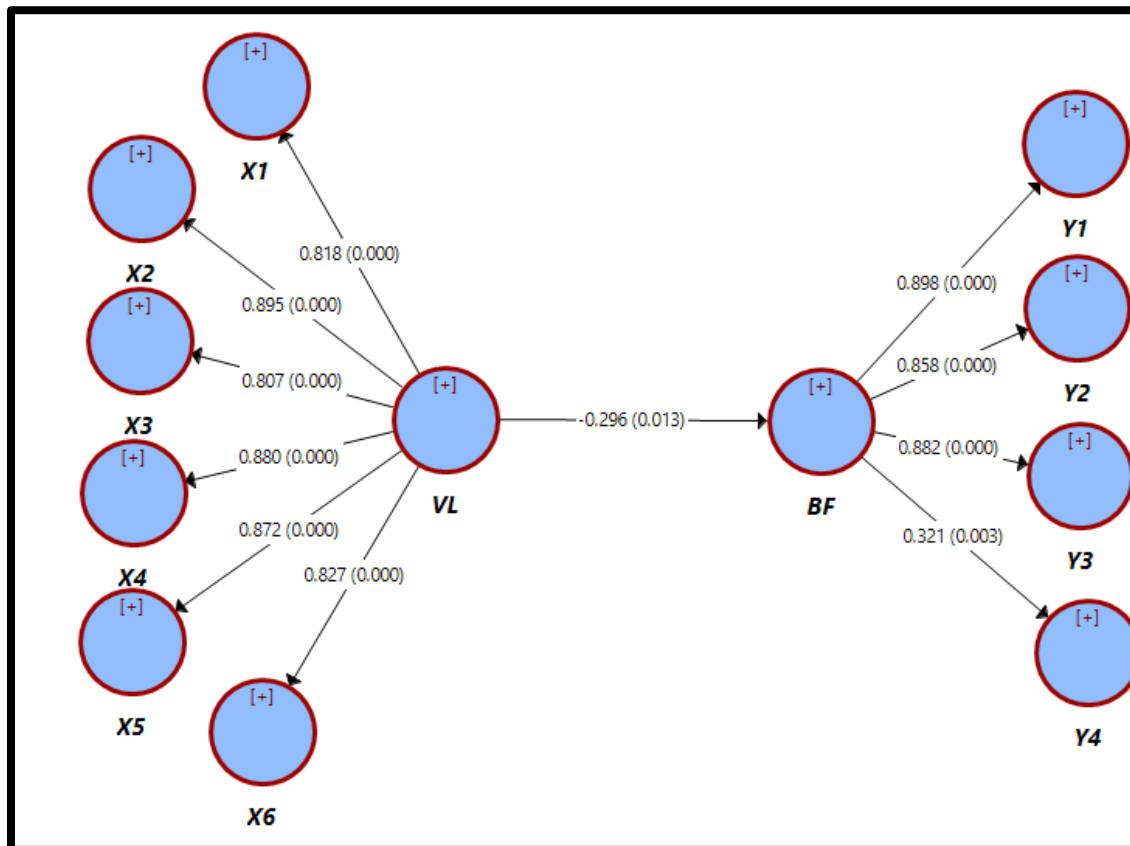 [+]
X1
[+]
X2
[+]
X3
[+]
X4
[+]
X5
[+]
X6
0.818 (0.000)
0.895 (0.000)
0.807 (0.000)
0.880 (0.000)
0.872 (0.000)
0.827 (0.000)
[+]
VL
-0.296 (0.013)
[+]
BF
0.898 (0.000)
0.858 (0.000)
0.882 (0.000)
0.321 (0.003)
[+]
Y1
[+]
Y2
[+]
Y3
[+]
Y4